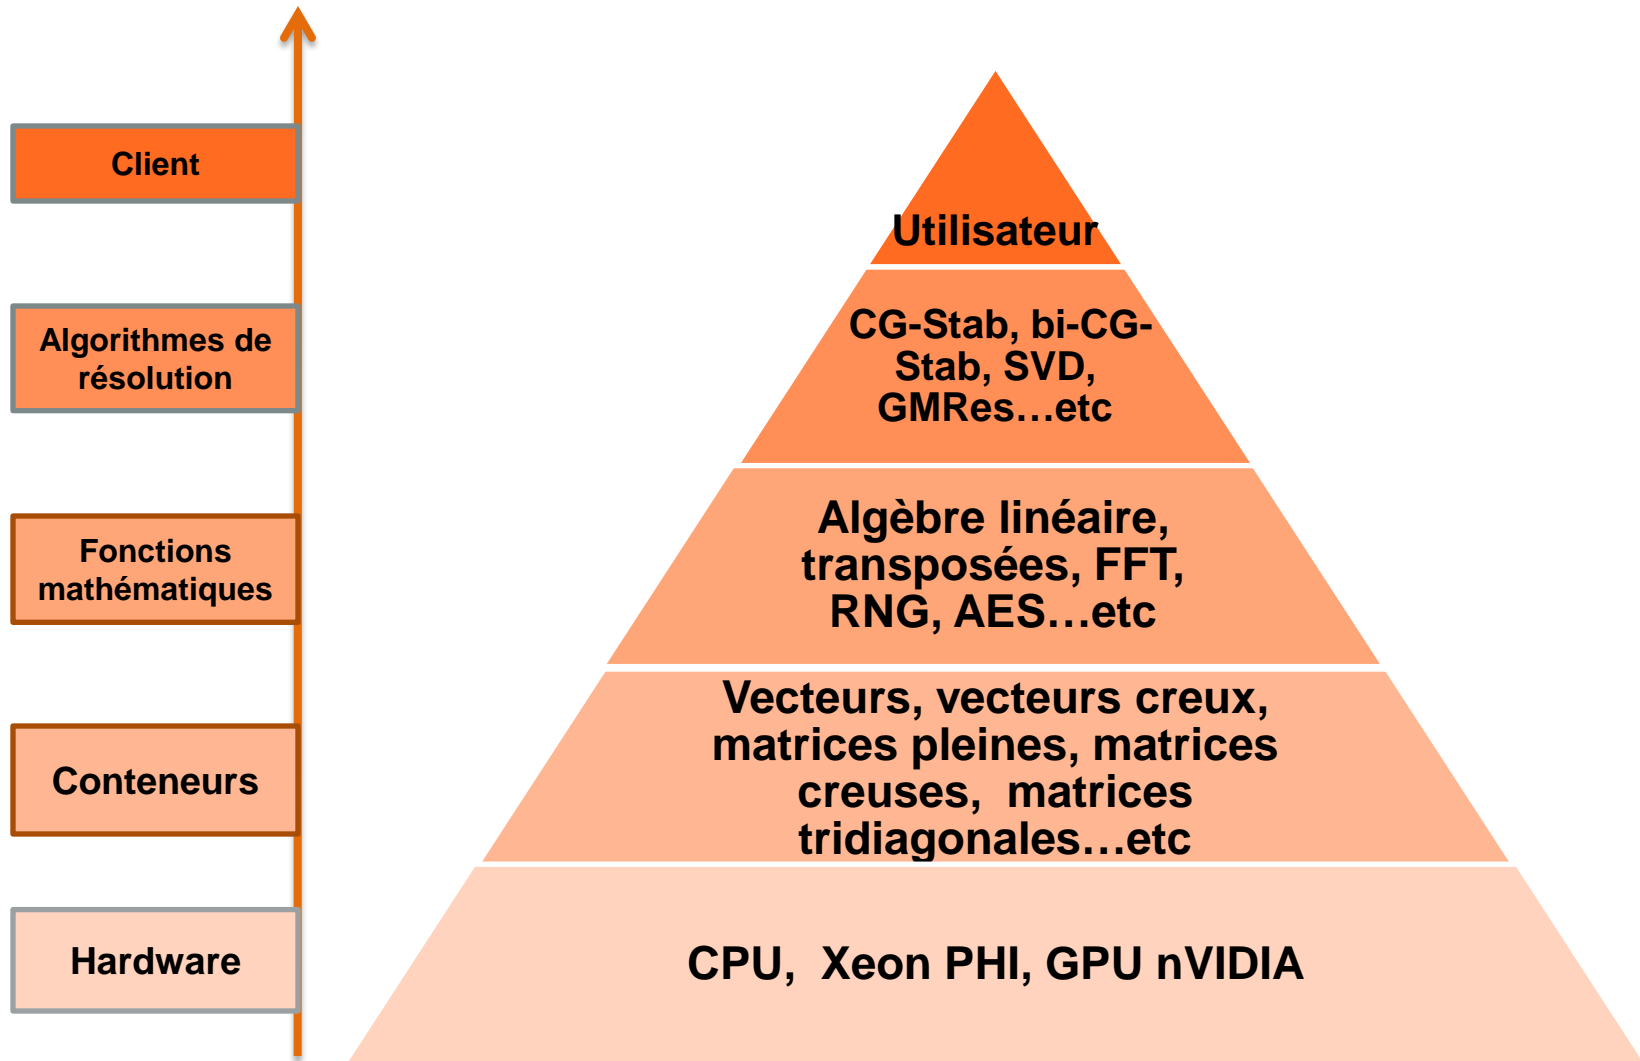 Client
Utilisateur
Algorithmes de
résolution
CG-Stab, bi-CG-
Stab, SVD,
GMRes...etc
Fonctions
mathématiques
Algèbre linéaire,
transposées, FFT,
RNG, AES...etc
Conteneurs
Vecteurs, vecteurs creux,
matrices pleines, matrices
creuses,  matrices
tridiagonales...etc
Hardware
CPU,  Xeon PHI, GPU nVIDIA